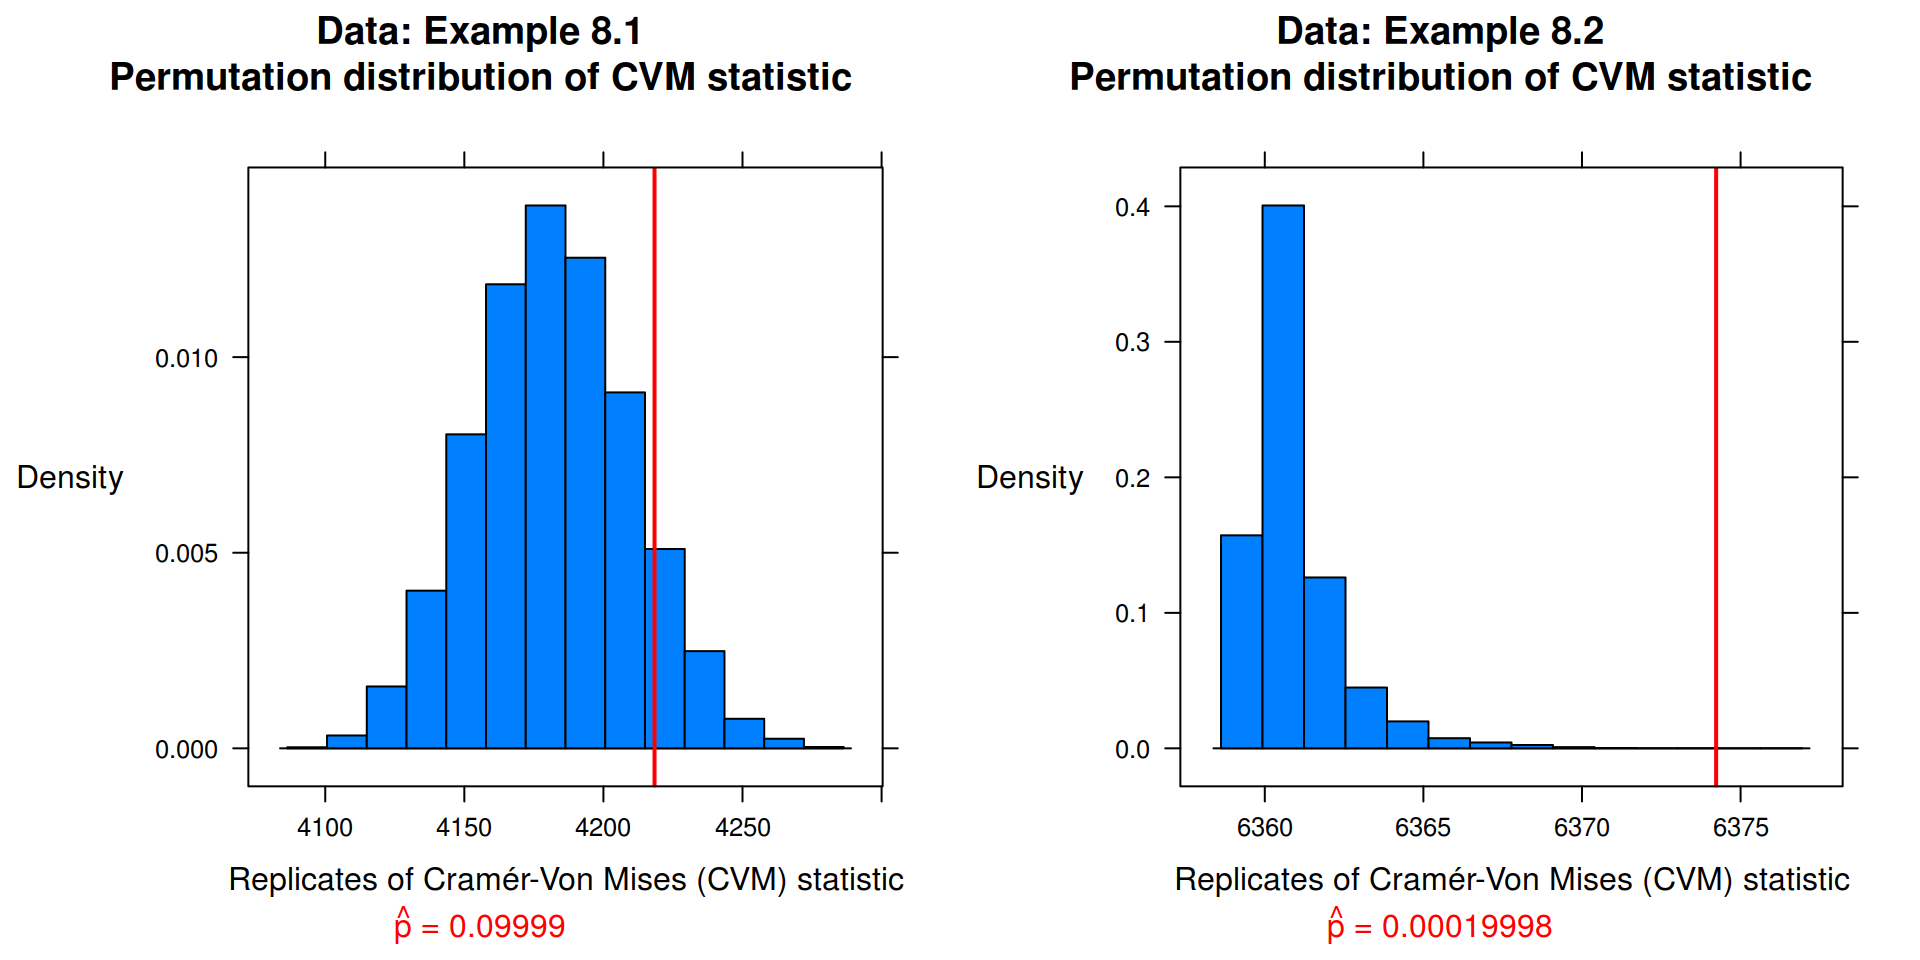 Data: Example 8.1
Permutation distribution of CVM statistic
Density
0.010
0.005
0.000
4100 4150 4200 4250
Replicates of Cramér-Von Mises (CVM) statistic
p̂ = 0.09999
Data: Example 8.2
Permutation distribution of CVM statistic
Density
0.4
0.3
0.2
0.1
0.0
6360 6365 6370 6375
Replicates of Cramér-Von Mises (CVM) statistic
p̂ = 0.00019998